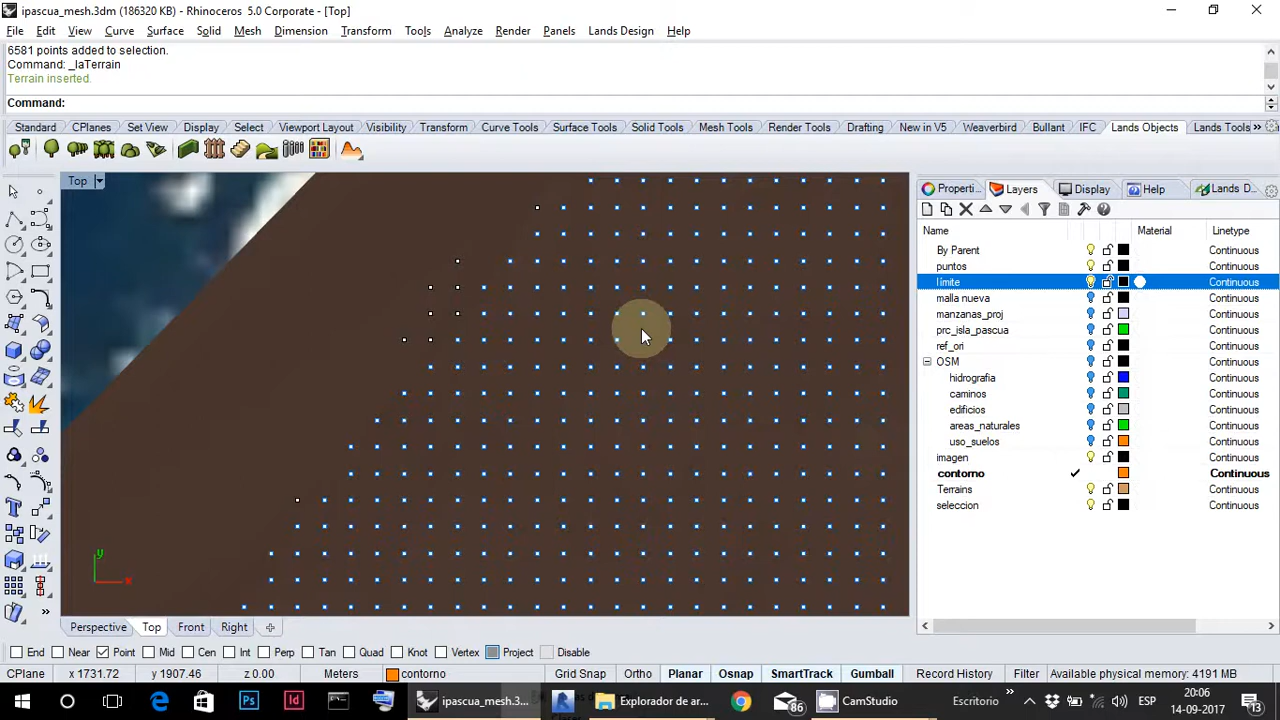 ipascua_mesh.3dm (186320 KB) - Rhinoceros 5.0 Corporate - [Top]
File Edit View Curve Surface Solid Mesh Dimension Transform Tools Analyze Render Panels Lands Design Help
6581 points added to selection.
Command: _laTerrain
Terrain inserted.
Command:
Standard CPlanes Set View Display Select Viewport Layout Visibility Transform Curve Tools Surface Tools Solid Tools Mesh Tools Render Tools Drafting New in V5 Weaverbird Bullant IFC Lands Objects Lands Tools
Top
Properti... Layers Display Help Lands D...
Name Material Linetype
By Parent Continuous
puntos Continuous
límite Continuous
malla nueva Continuous
manzanas_proj Continuous
prc_isla_pascua Continuous
ref_ori Continuous
OSM Continuous
hidrografia Continuous
caminos Continuous
edificios Continuous
areas_naturales Continuous
uso_suelos Continuous
imagen Continuous
contorno Continuous
Terrains Continuous
seleccion Continuous
y
x
Perspective Top Front Right
End Near Point Mid Cen Int Perp Tan Quad Knot Vertex Project Disable
CPlane x 1731.72 y 1907.46 z 0.00 Meters contorno Grid Snap Ortho Planar Osnap SmartTrack Gumball Record History Filter Available physical memory: 4191 MB
Ps Id ipascua_mesh.3... Explorador de ar... 86 CamStudio Escritorio ESP 20:06
14-09-2017 13